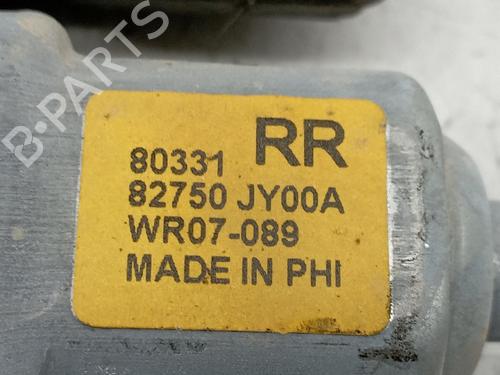 B-PARTS
80331 RR
82750 JY00A
WR07-089
MADE IN PHI